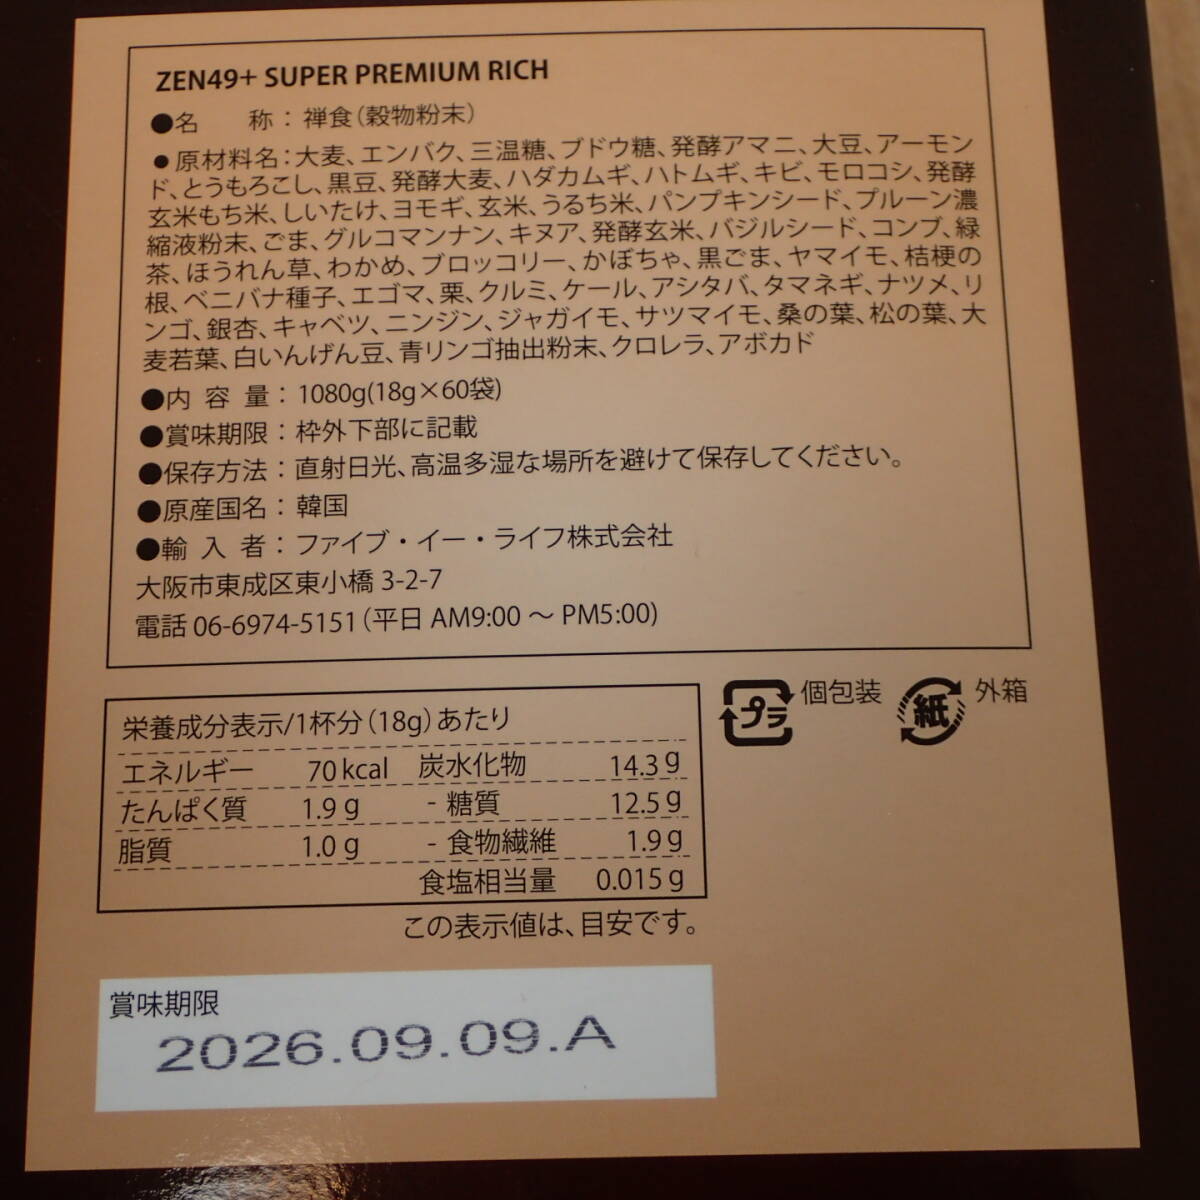 ZEN49+ SUPER PREMIUM RICH
●名　　称：禅食(穀物粉末)
●原材料名：大麦、エンバク、三温糖、ブドウ糖、発酵アマニ、大豆、アーモン
ド、とうもろこし、黒豆、発酵大麦、ハダカムギ、ハトムギ、キビ、モロコシ、発酵
玄米もち米、しいたけ、ヨモギ、玄米、うるち米、パンプキンシード、プルーン濃
縮液粉末、ごま、グルコマンナン、キヌア、発酵玄米、バジルシード、コンブ、緑
茶、ほうれん草、わかめ、ブロッコリー、かぼちゃ、黒ごま、ヤマイモ、桔梗の
根、ベニバナ種子、エゴマ、栗、クルミ、ケール、アシタバ、タマネギ、ナツメ、リ
ンゴ、銀杏、キャベツ、ニンジン、ジャガイモ、サツマイモ、桑の葉、松の葉、大
麦若葉、白いんげん豆、青リンゴ抽出粉末、クロレラ、アボカド
●内 容 量：1080g(18g×60袋)
●賞味期限：枠外下部に記載
●保存方法：直射日光、高温多湿な場所を避けて保存してください。
●原産国名：韓国
●輸 入 者：ファイブ・イー・ライフ株式会社
大阪市東成区東小橋 3-2-7
電話 06-6974-5151(平日 AM9:00 ～ PM5:00)
プラ 個包装 紙 外箱
栄養成分表示/1杯分(18g)あたり
エネルギー 70kcal 炭水化物 14.3g
たんぱく質 1.9g - 糖質 12.5g
脂質 1.0g - 食物繊維 1.9g
食塩相当量 0.015g
この表示値は、目安です。
賞味期限
2026.09.09.A